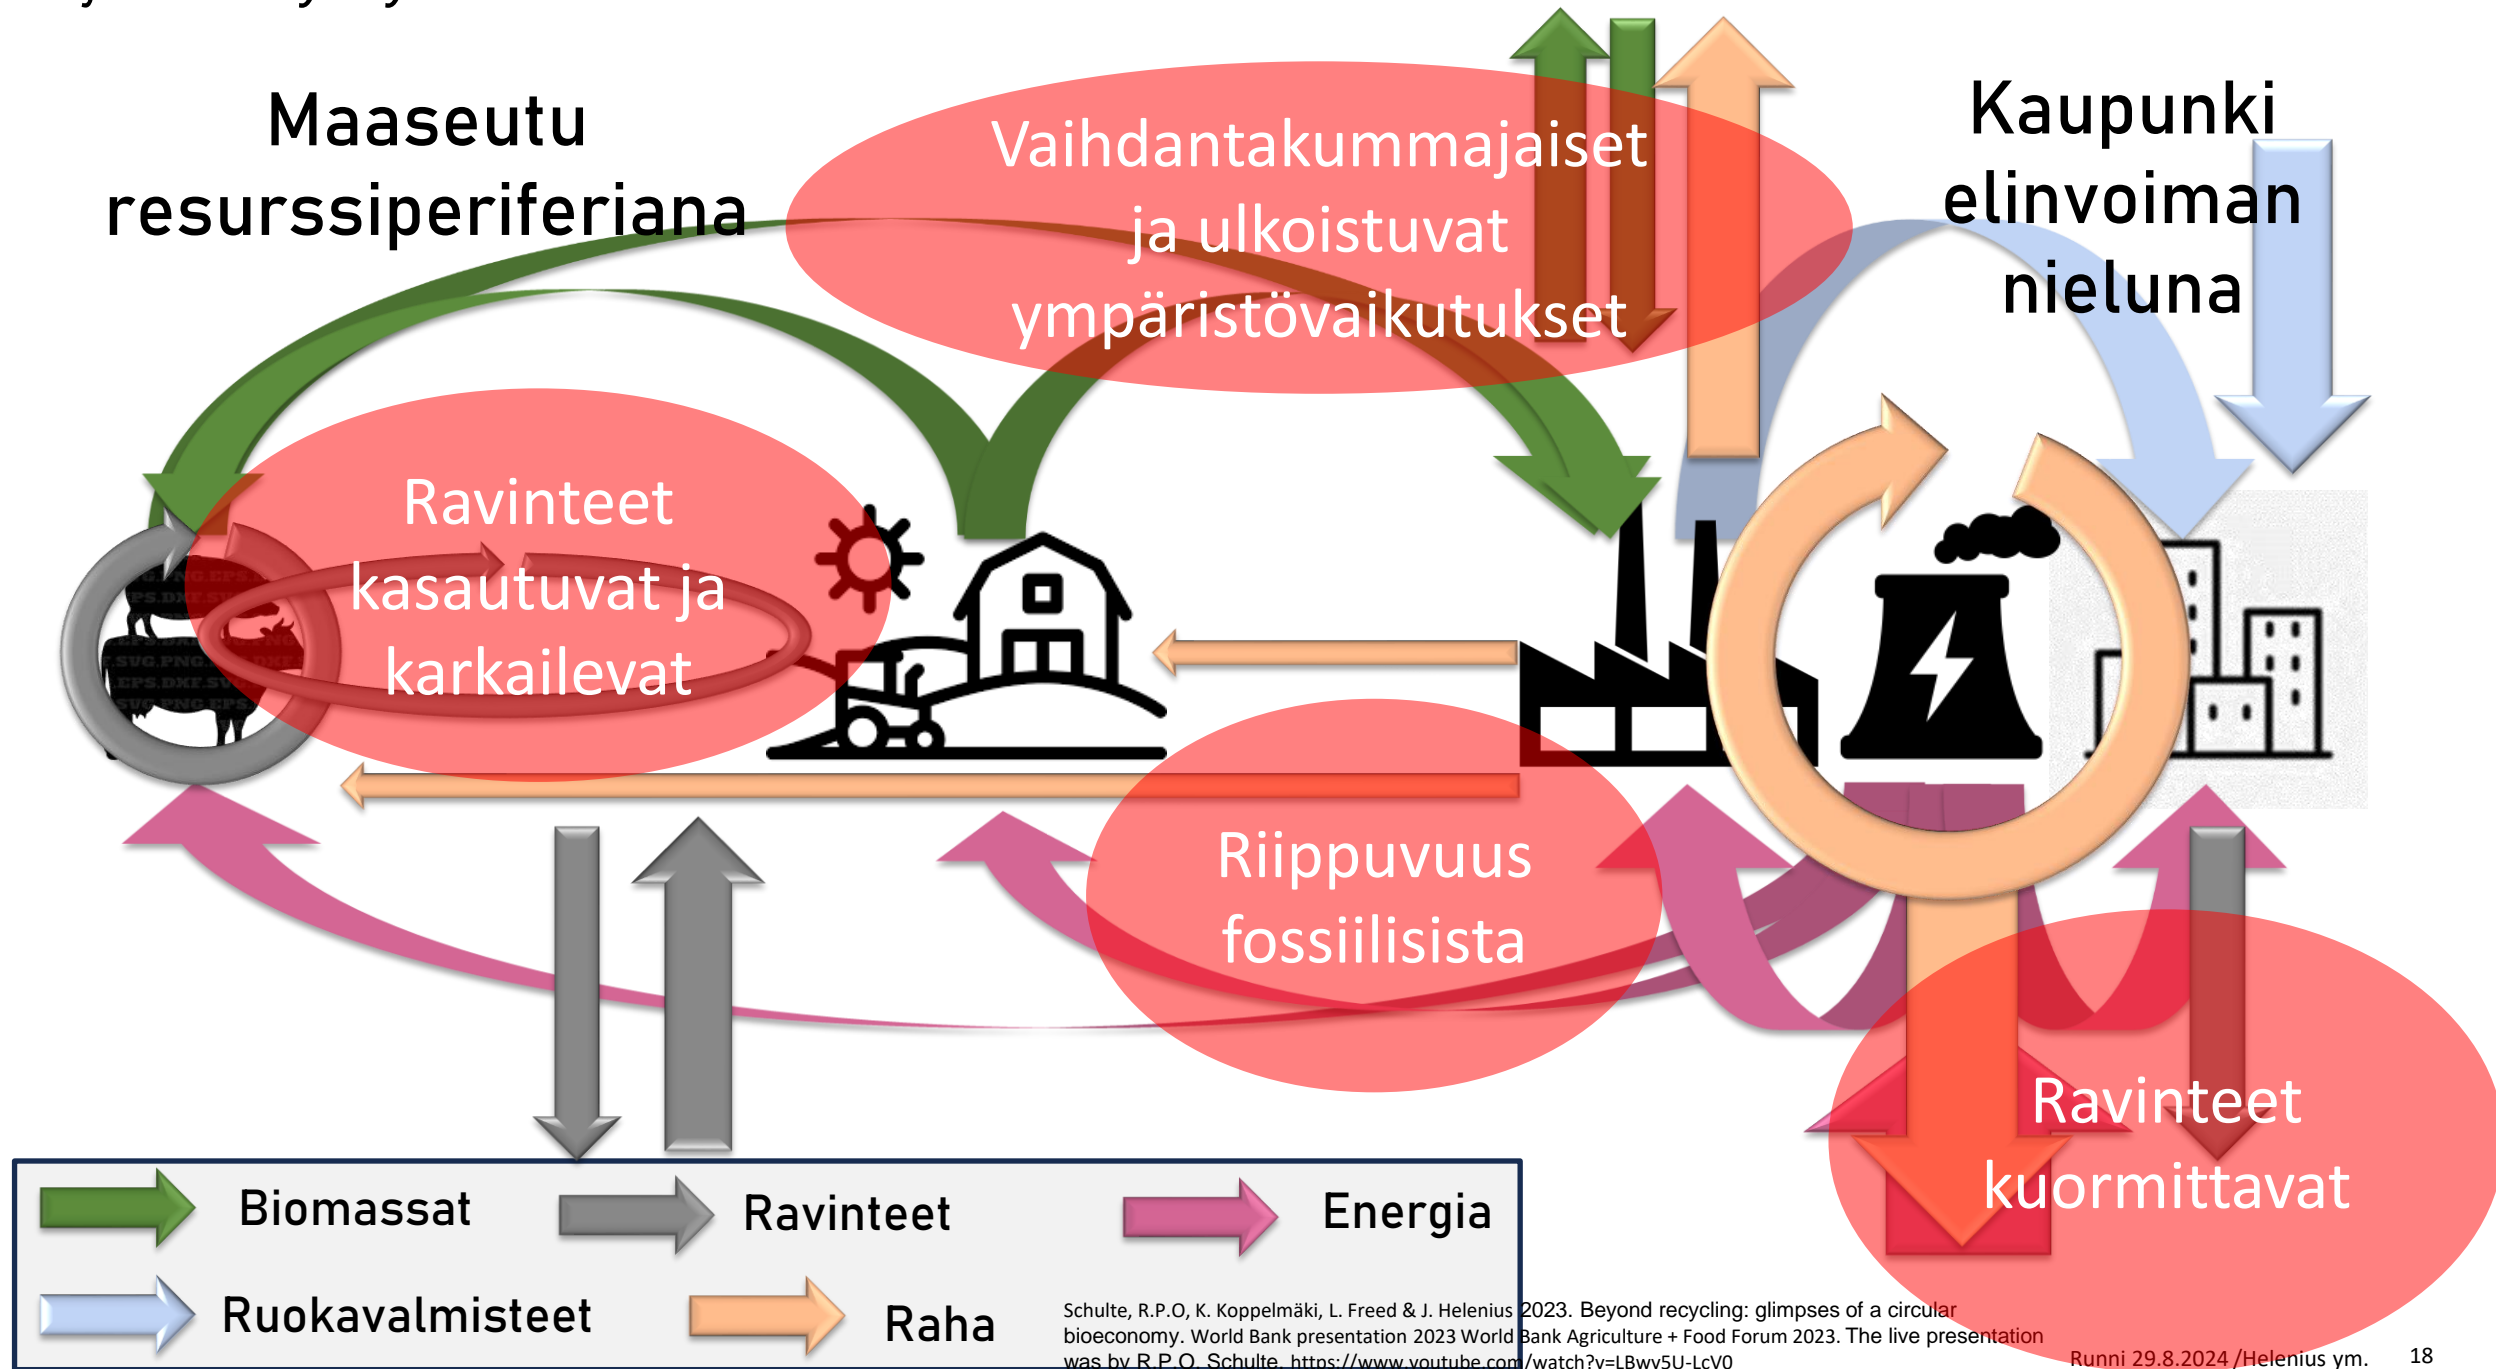 Maaseutu
resurssiperiferiana
Vaihdantakummajaiset
ja ulkoistuvat
ympäristövaikutukset
Kaupunki
elinvoiman
nieluna
Ravinteet
kasautuvat ja
karkailevat
Riippuvuus
fossiilisista
Ravinteet
kuormittavat
Biomassat
Ravinteet
Energia
Ruokavalmisteet
Raha
Schulte, R.P.O, K. Koppelmäki, L. Freed & J. Helenius 2023. Beyond recycling: glimpses of a circular
bioeconomy. World Bank presentation 2023 World Bank Agriculture + Food Forum 2023. The live presentation
was by R.P.O. Schulte. https://www.youtube.com/watch?v=LBwv5U-LcV0
Runni 29.8.2024 /Helenius ym.
18